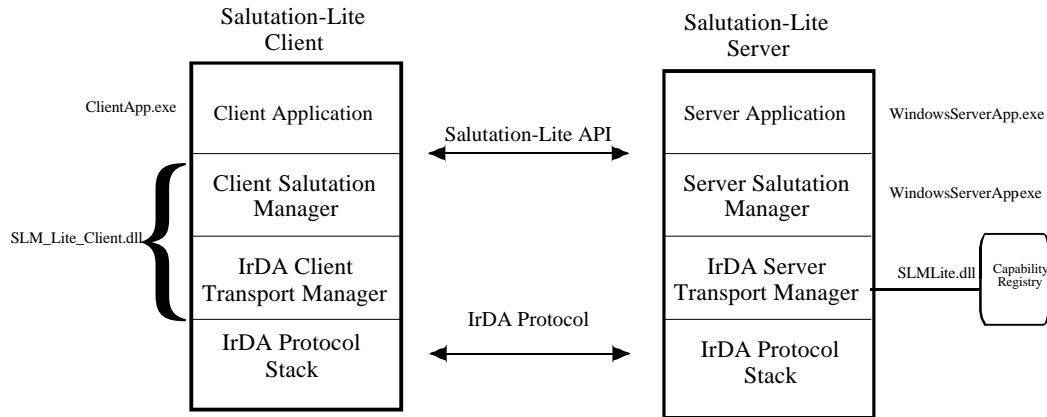 Salutation-Lite
Client
Salutation-Lite
Server
ClientApp.exe
Client Application
Salutation-Lite API
Server Application
WindowsServerApp.exe
Client Salutation
Manager
Server Salutation
Manager
WindowsServerAppexe
SLM_Lite_Client.dll
IrDA Client
Transport Manager
IrDA Server
Transport Manager
SLMLite.dll
Capability
Registry
IrDA Protocol
IrDA Protocol
Stack
IrDA Protocol
Stack